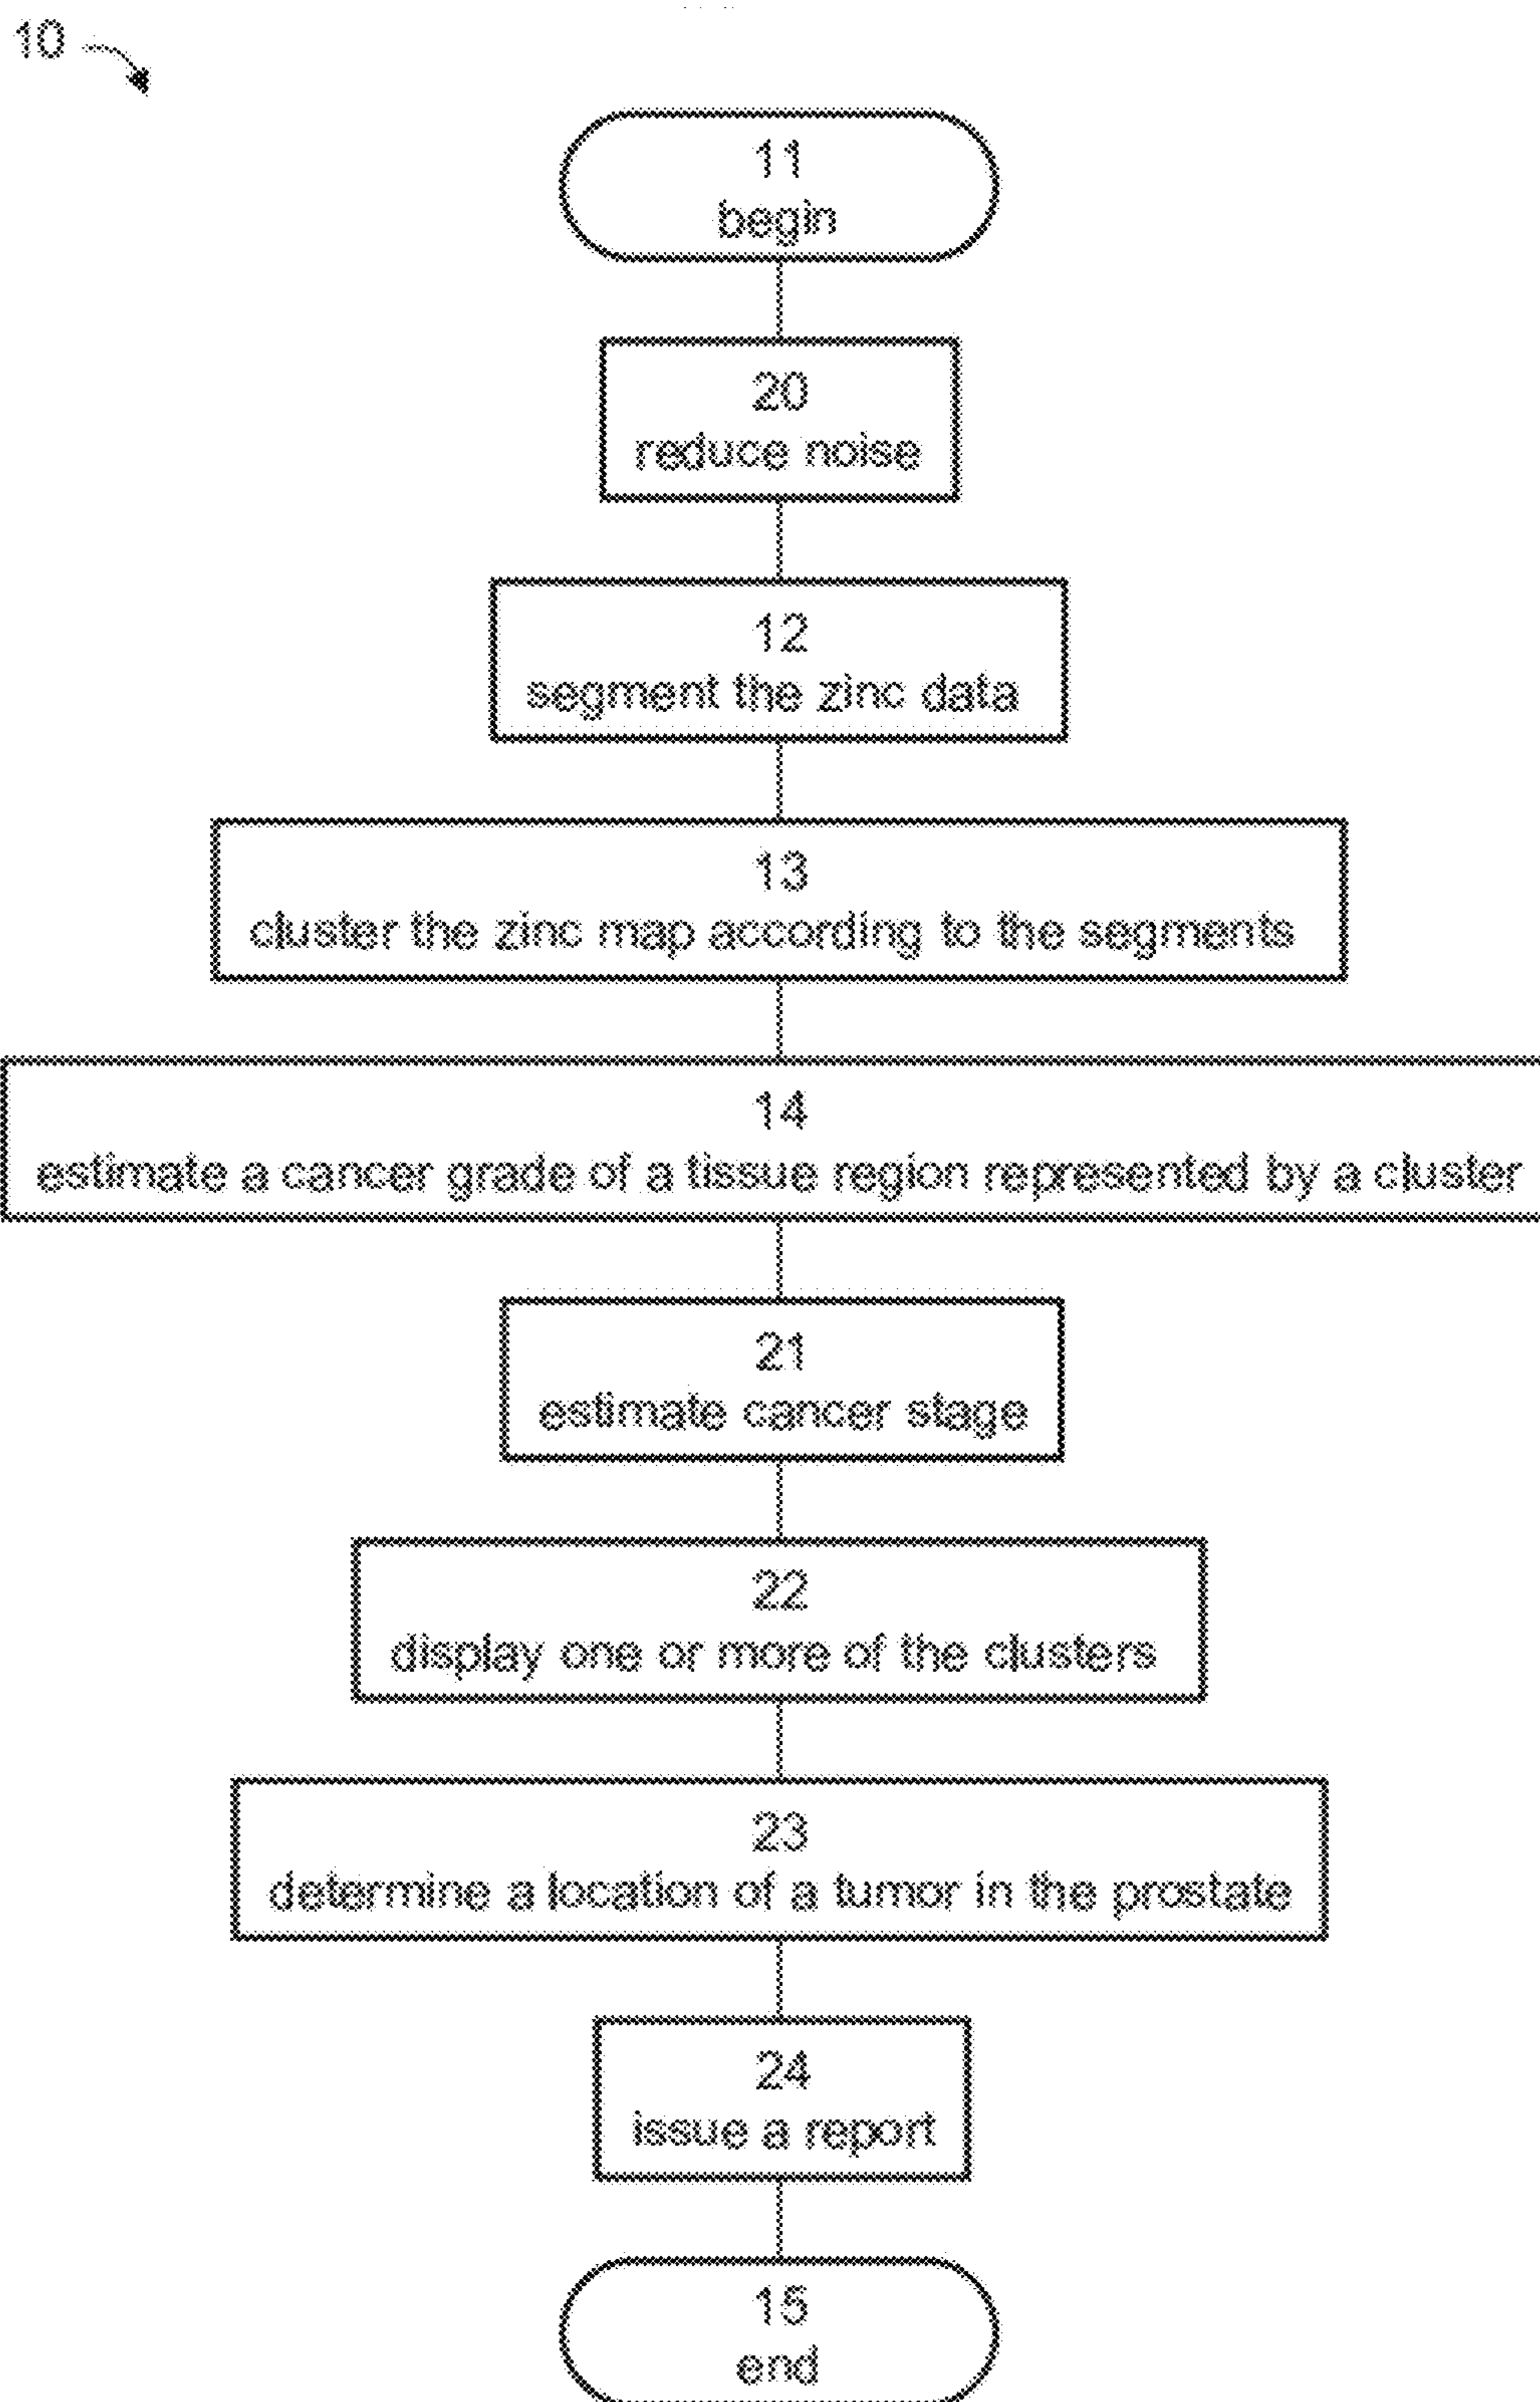 10
11
begin
20
reduce noise
12
segment the zinc data
13
cluster the zinc map according to the segments
14
estimate a cancer grade of a tissue region represented by a cluster
21
estimate cancer stage
22
display one or more of the clusters
23
determine a location of a tumor in the prostate
24
issue a report
15
end